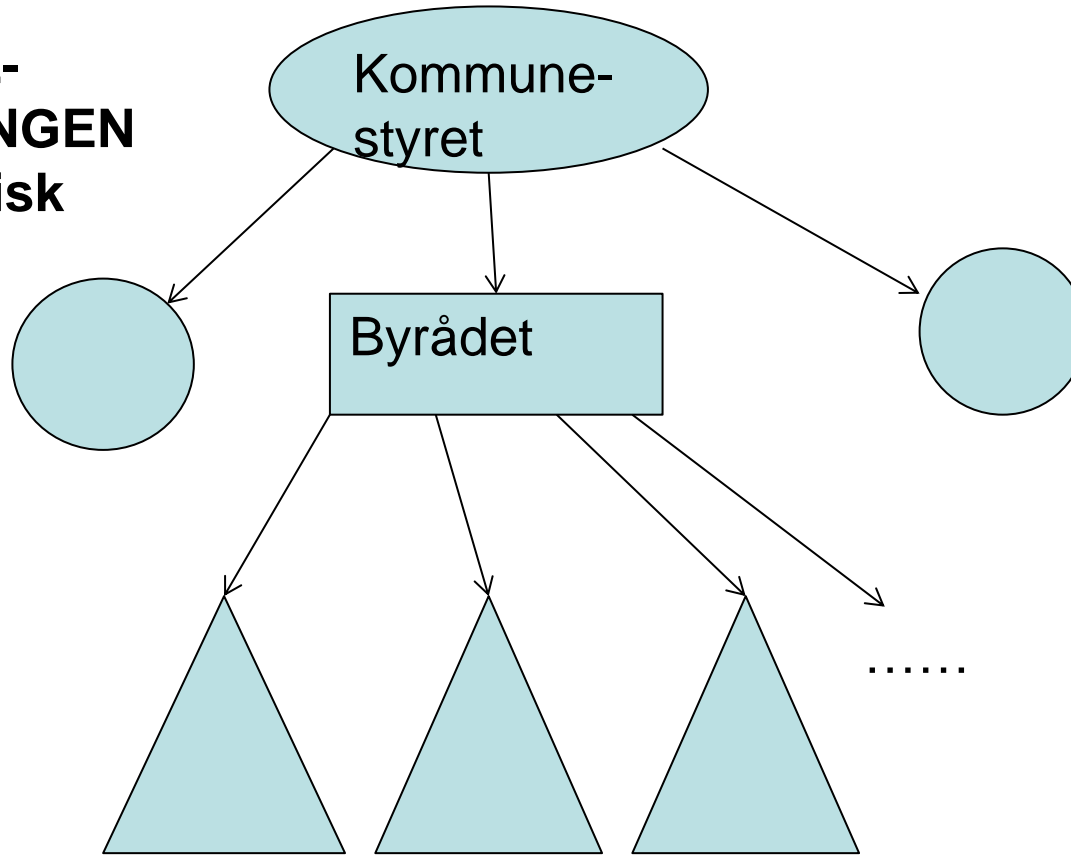 NGEN
isk
Kommune-
styret
Byrådet
......